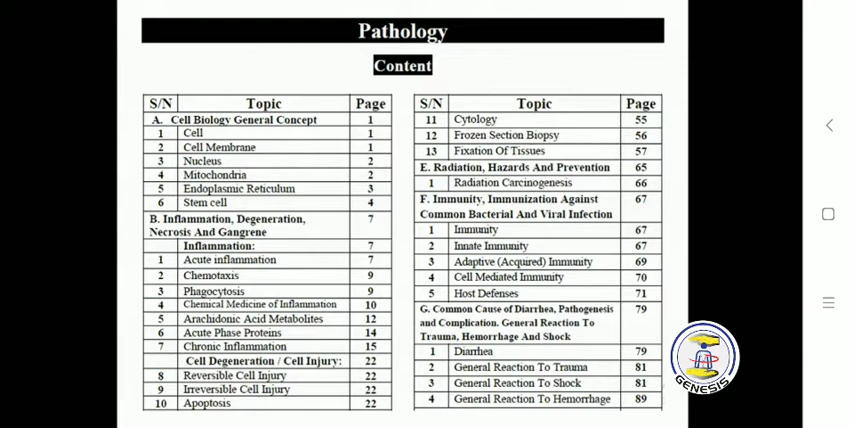 Pathology
Content
S/N Topic Page
A. Cell Biology General Concept 1
1 Cell 1
2 Cell Membrane 1
3 Nucleus 2
4 Mitochondria 2
5 Endoplasmic Reticulum 3
6 Stem cell 4
B. Inflammation, Degeneration, 7
Necrosis And Gangrene
Inflammation: 7
1 Acute inflammation 7
2 Chemotaxis 9
3 Phagocytosis 9
4 Chemical Medicine of Inflammation 10
5 Arachidonic Acid Metabolites 12
6 Acute Phase Proteins 14
7 Chronic Inflammation 15
Cell Degeneration / Cell Injury: 22
8 Reversible Cell Injury 22
9 Irreversible Cell Injury 22
10 Apoptosis 22
S/N Topic Page
11 Cytology 55
12 Frozen Section Biopsy 56
13 Fixation Of Tissues 57
E. Radiation, Hazards And Prevention 65
1 Radiation Carcinogenesis 66
F. Immunity, Immunization Against 67
Common Bacterial And Viral Infection
1 Immunity 67
2 Innate Immunity 67
3 Adaptive (Acquired) Immunity 69
4 Cell Mediated Immunity 70
5 Host Defenses 71
G. Common Cause of Diarrhea, Pathogenesis 79
and Complication. General Reaction To
Trauma, Hemorrhage And Shock
1 Diarrhea 79
2 General Reaction To Trauma 81
3 General Reaction To Shock 81
4 General Reaction To Hemorrhage 89
GENESIS